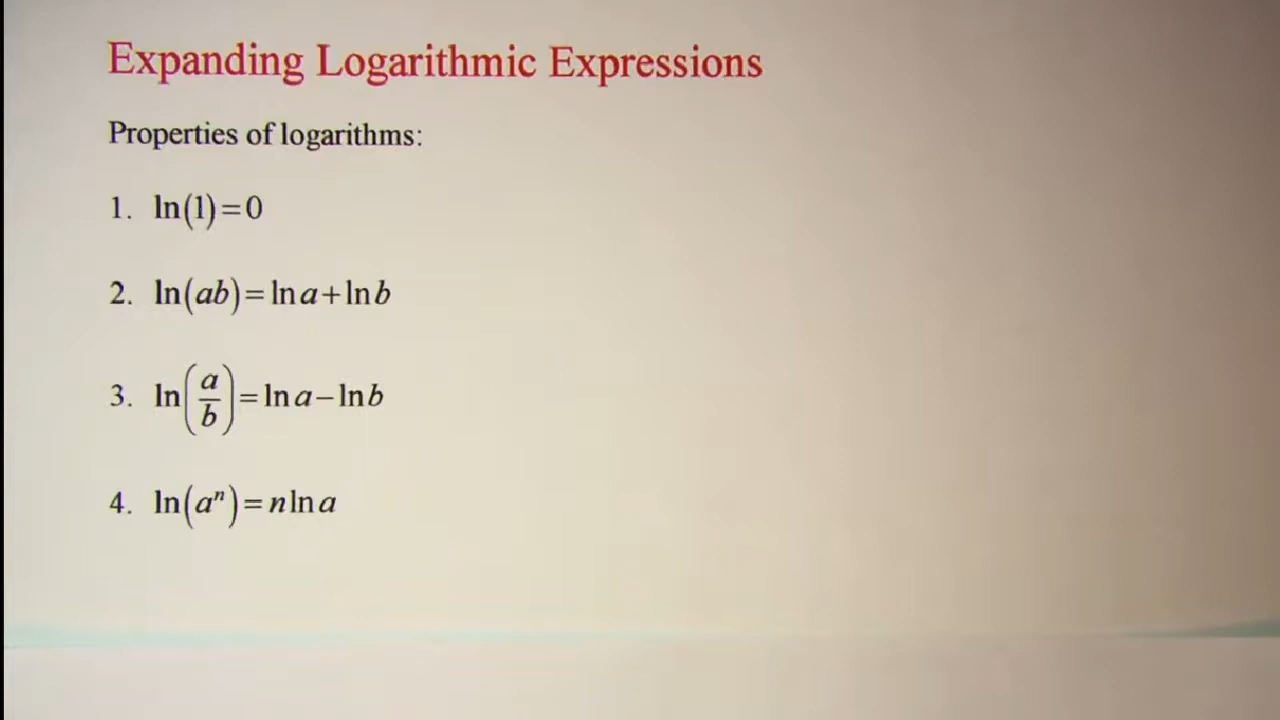 Expanding Logarithmic Expressions
Properties of logarithms:
1. ln(1)=0
2. ln(ab)=ln a+ln b
3. ln(a/b)=ln a−ln b
4. ln(aⁿ)=n ln a